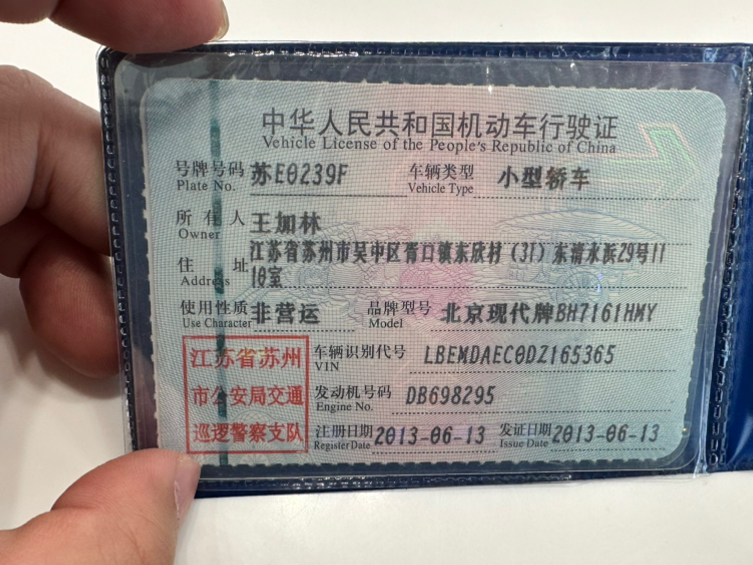 中华人民共和国机动车行驶证
Vehicle License of the People's Republic of China
号牌号码 苏E0239F 车辆类型 小型轿车
Plate No. Vehicle Type
所有人 王加林
Owner
住址 江苏省苏州市吴中区胥口镇东欣村（31）东清永浜29号11
Address 10室
使用性质 非营运 品牌型号 北京现代牌BH7161HMY
Use Character Model
江苏省苏州 车辆识别代号 LBEMDAEC0DZ165365
VIN
市公安局交通 发动机号码 DB698295
Engine No.
巡逻警察支队 注册日期 2013-06-13 发证日期 2013-06-13
Register Date Issue Date